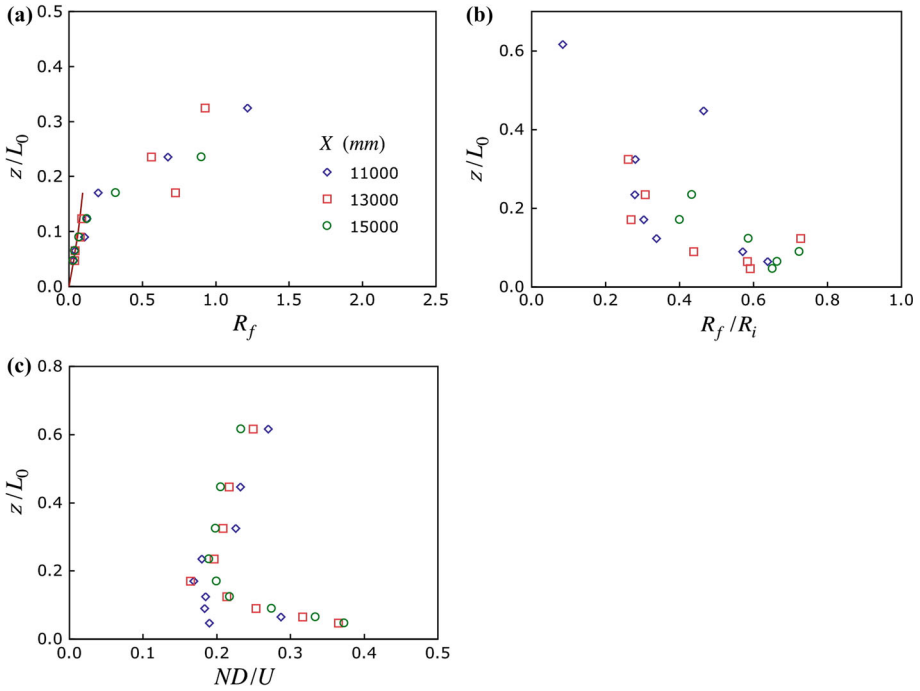 (a)
0.5
0.4
0.3
0.2
0.1
0.0
z/L₀
0.0 0.5 1.0 1.5 2.0 2.5
R_f
X (mm)
11000
13000
15000
(b)
0.6
0.4
0.2
0.0
z/L₀
0.0 0.2 0.4 0.6 0.8 1.0
R_f/R_i
(c)
0.8
0.6
0.4
0.2
0.0
z/L₀
0.0 0.1 0.2 0.3 0.4 0.5
ND/U